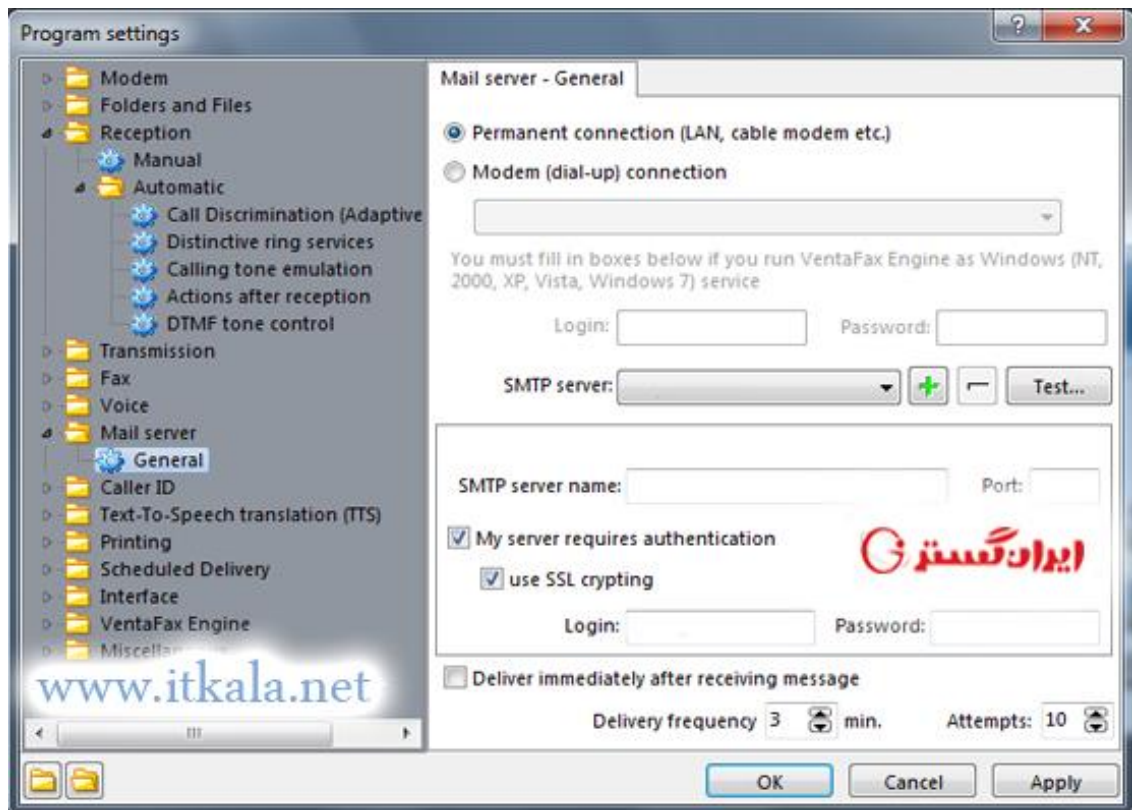 Program settings
Modem
Folders and Files
Reception
Manual
Automatic
Call Discrimination (Adaptive
Distinctive ring services
Calling tone emulation
Actions after reception
DTMF tone control
Transmission
Fax
Voice
Mail server
General
Caller ID
Text-To-Speech translation (TTS)
Printing
Scheduled Delivery
Interface
VentaFax Engine
www.itkala.net
Mail server - General
Permanent connection (LAN, cable modem etc.)
Modem (dial-up) connection
You must fill in boxes below if you run VentaFax Engine as Windows (NT,
2000, XP, Vista, Windows 7) service
Login: Password:
SMTP server: Test...
SMTP server name: Port:
My server requires authentication
ایران گستر
use SSL crypting
Login: Password:
Deliver immediately after receiving message
Delivery frequency 3 min. Attempts: 10
OK Cancel Apply